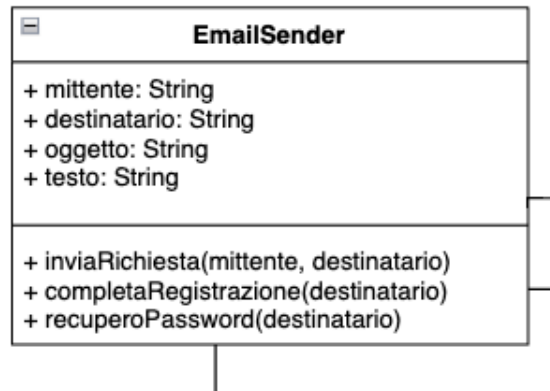 EmailSender
+ mittente: String
+ destinatario: String
+ oggetto: String
+ testo: String
+ inviaRichiesta(mittente, destinatario)
+ completaRegistrazione(destinatario)
+ recuperoPassword(destinatario)